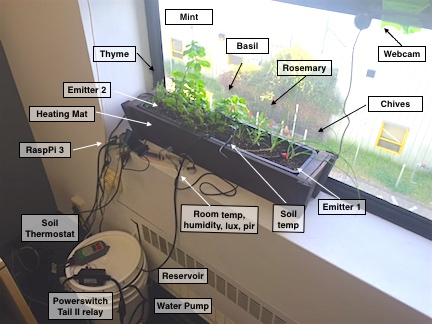 Mint
Thyme
Basil
Webcam
Rosemary
Emitter 2
Chives
Heating Mat
RaspPi 3
Emitter 1
Room temp,
humidity, lux, pir
Soil
temp
Soil
Thermostat
Reservoir
Powerswitch
Tail II relay
Water Pump